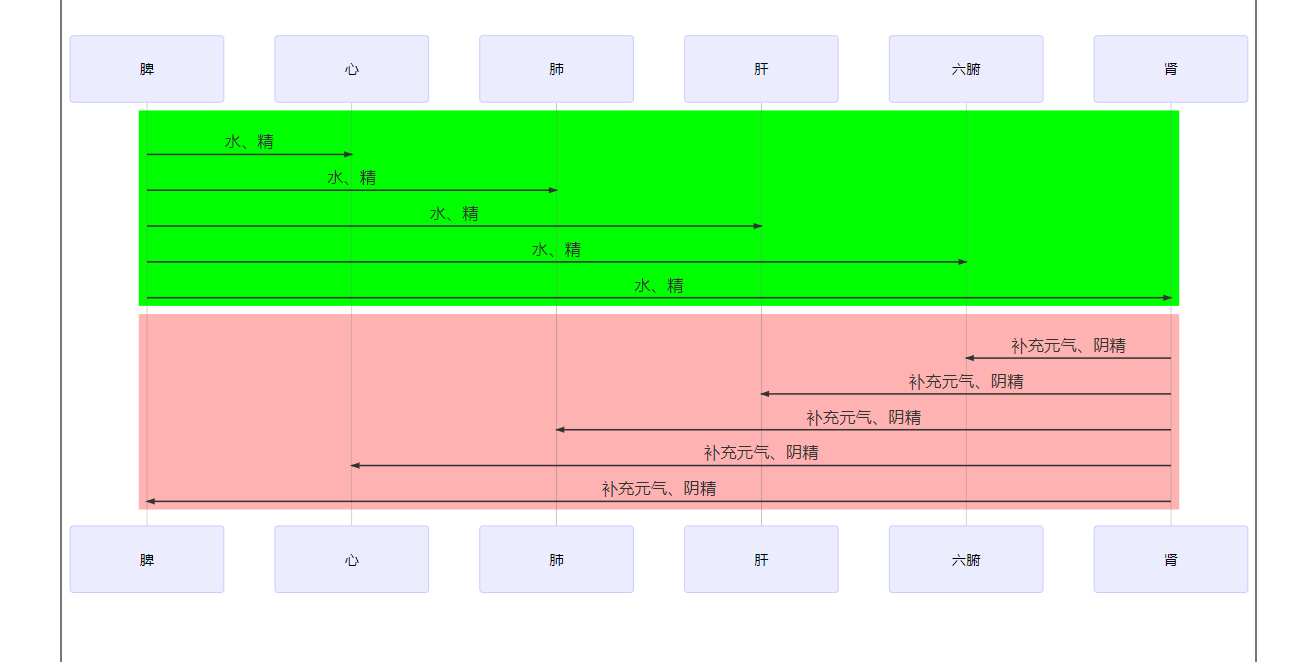 脾 心 肺 肝 六腑 肾
水、精
水、精
水、精
水、精
水、精
补充元气、阴精
补充元气、阴精
补充元气、阴精
补充元气、阴精
补充元气、阴精
脾 心 肺 肝 六腑 肾